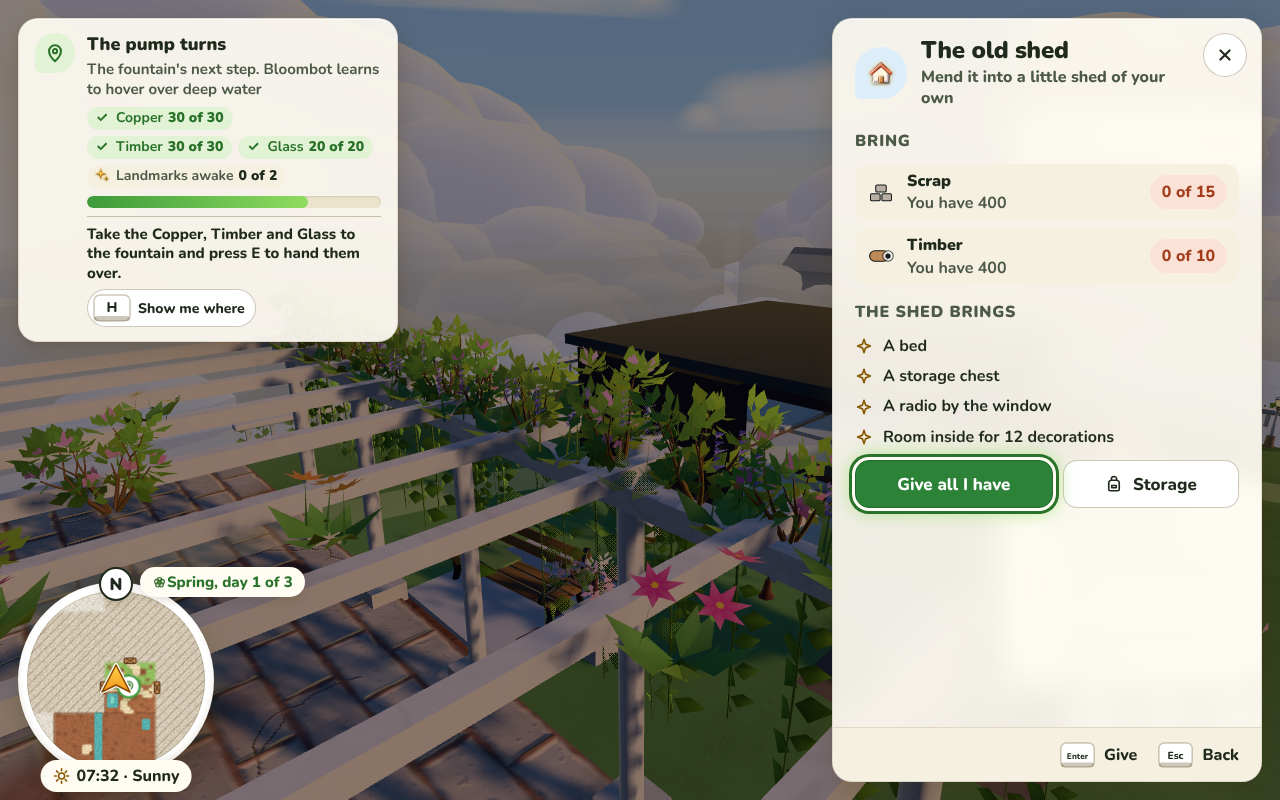 The pump turns
The fountain's next step. Bloombot learns
to hover over deep water
Copper 30 of 30
Timber 30 of 30 Glass 20 of 20
Landmarks awake 0 of 2
Take the Copper, Timber and Glass to
the fountain and press E to hand them
over.
H Show me where
N
Spring, day 1 of 3
07:32 · Sunny
The old shed
Mend it into a little shed of your
own
BRING
Scrap
You have 400
0 of 15
Timber
You have 400
0 of 10
THE SHED BRINGS
A bed
A storage chest
A radio by the window
Room inside for 12 decorations
Give all I have
Storage
Enter Give Esc Back